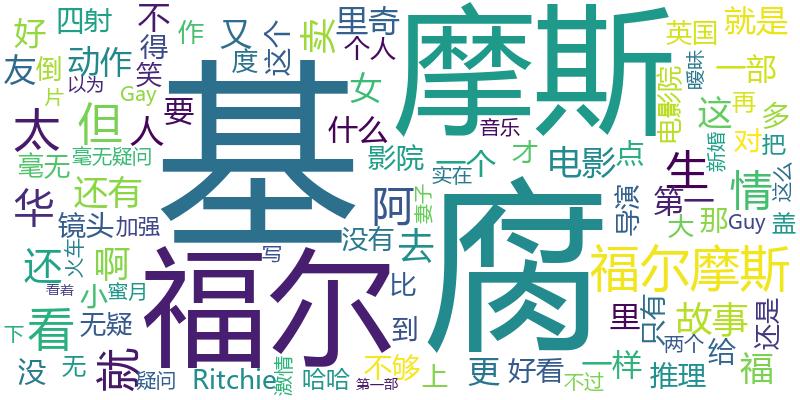 好 四射 不 作 又 度 这个 卖 里奇 个人 摩斯 英国 就是
友 倒 动作 得 笑 暧昧 一部
片 以为 Gay 要 基 女 电影院 再
太 但 人 什么 音乐 这 对 多
毫无 毫无疑问 影院 一个 才 电影 点 新婚 把
华 还有 实在 生 情 这么
镜头 加强 阿 妻子 导演 第一 大 那 Guy 盖
还 火车 啊 写 没有 去 腐 福尔摩斯
看着 小 蜜月 福尔 比 里 只有 故事 还是
下 看 无疑 到 两个 给
没 无 就 疑问 Ritchie 激情 哈哈 第一部 不够 上 更 好看 不过 一样 推理 福